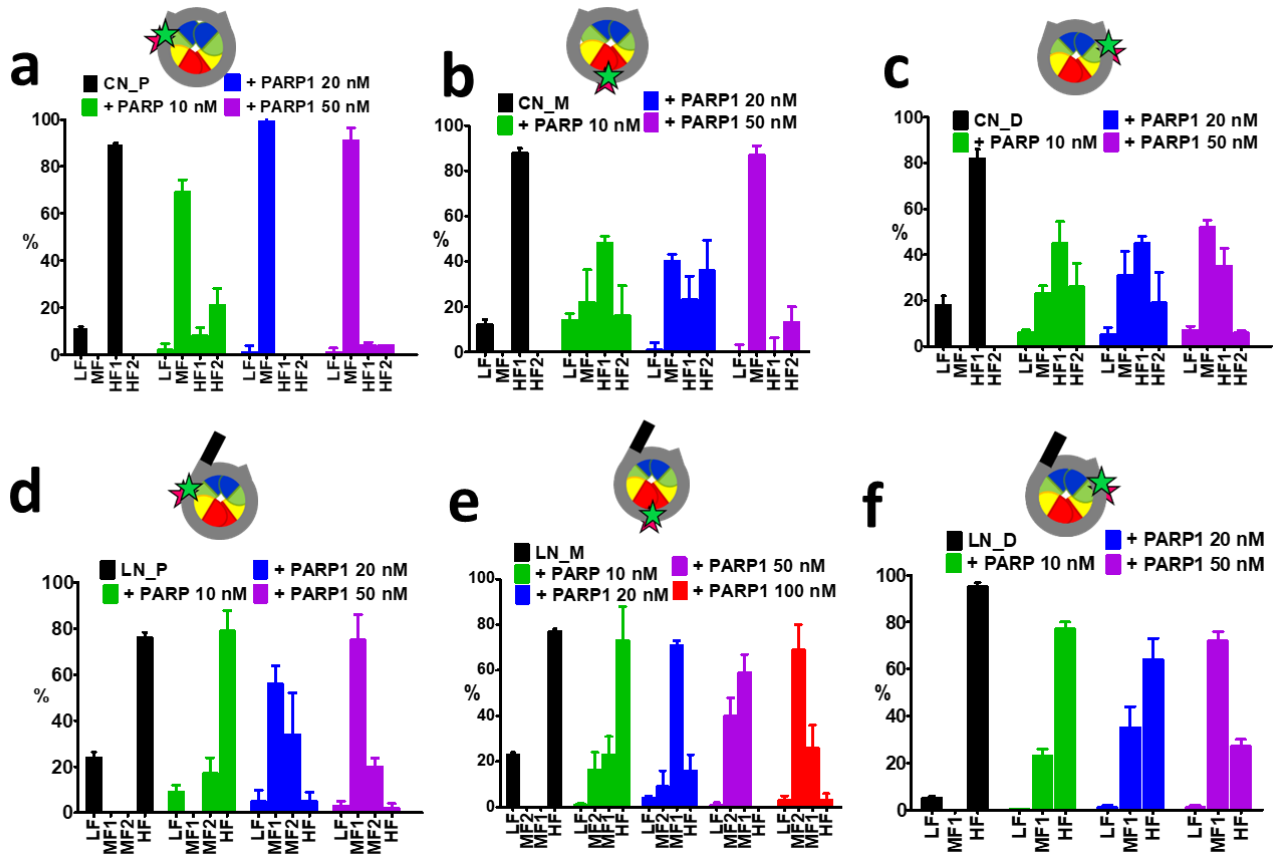 a
CN_P
+ PARP1 20 nM
+ PARP 10 nM
+ PARP1 50 nM
100
80
60
%
40
20
0
LF MF HF1 HF2 LF MF HF1 HF2 LF MF HF1 HF2 LF MF HF1 HF2
b
CN_M
+ PARP1 20 nM
+ PARP 10 nM
+ PARP1 50 nM
100
80
60
%
40
20
0
LF MF HF1 HF2 LF MF HF1 HF2 LF MF HF1 HF2 LF MF HF1 HF2
c
CN_D
+ PARP1 20 nM
+ PARP 10 nM
+ PARP1 50 nM
100
80
60
%
40
20
0
LF MF HF1 HF2 LF MF HF1 HF2 LF MF HF1 HF2 LF MF HF1 HF2
d
LN_P
+ PARP1 20 nM
+ PARP 10 nM
+ PARP1 50 nM
100
80
60
%
40
20
0
LF MF1 MF2 HF LF MF1 MF2 HF LF MF1 MF2 HF LF MF1 MF2 HF
e
LN_M
+ PARP1 50 nM
+ PARP 10 nM
+ PARP1 20 nM
+ PARP1 100 nM
100
80
60
%
40
20
0
LF MF2 MF1 HF LF MF2 MF1 HF LF MF2 MF1 HF LF MF2 MF1 HF LF MF2 MF1 HF
f
LN_D
+ PARP1 20 nM
+ PARP 10 nM
+ PARP1 50 nM
100
80
60
%
40
20
0
LF MF1 HF LF MF1 HF LF MF1 HF LF MF1 HF